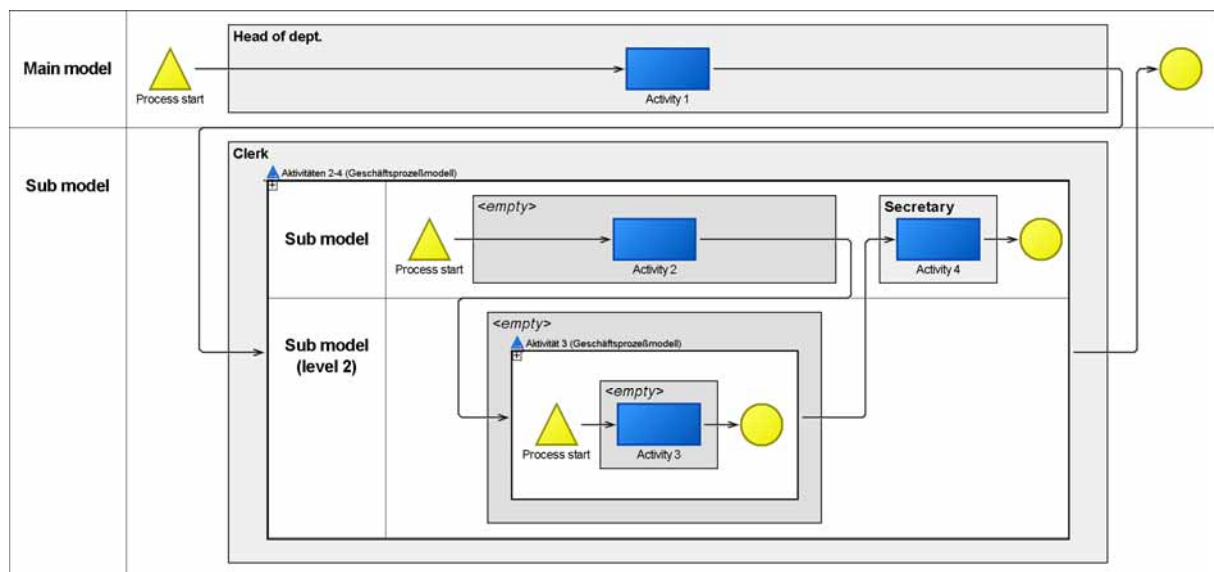 Head of dept.
Main model
Process start
Activity 1
Sub model
Clerk
Aktivitäten 2-4 (Geschäftsprozeßmodell)
Sub model
Process start
<empty>
Activity 2
Secretary
Activity 4
Sub model
(level 2)
<empty>
Aktivität 3 (Geschäftsprozeßmodell)
Process start
<empty>
Activity 3